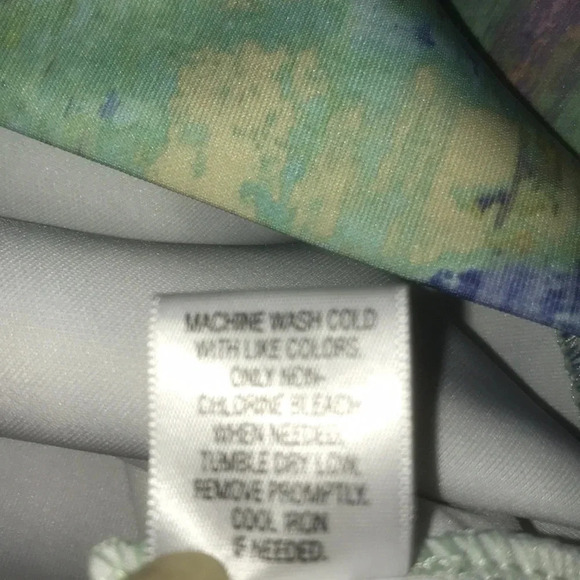 MACHINE WASH COLD
WITH LIKE COLORS.
ONLY NON-
CHLORINE BLEACH
WHEN NEEDED.
TUMBLE DRY LOW.
REMOVE PROMPTLY.
COOL IRON
IF NEEDED.